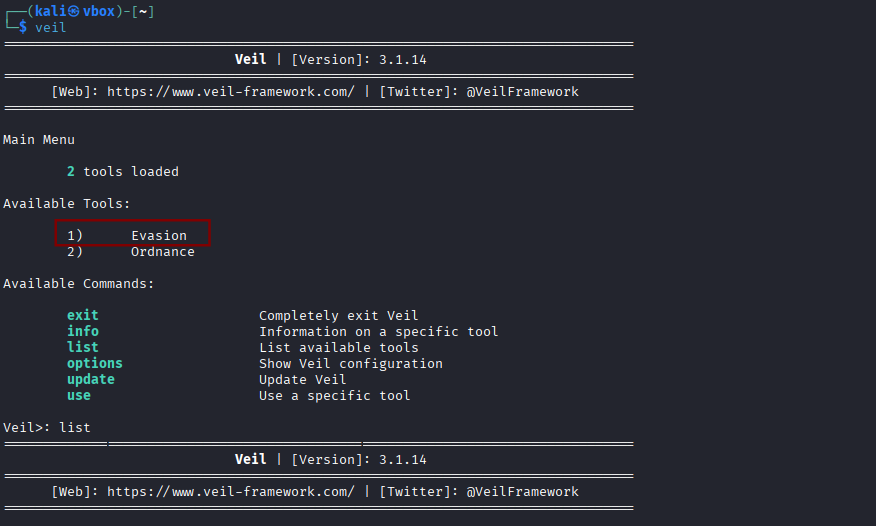 (kali㉿vbox)-[~]
$ veil
Veil | [Version]: 3.1.14
[Web]: https://www.veil-framework.com/ | [Twitter]: @VeilFramework
Main Menu
2 tools loaded
Available Tools:
1) Evasion
2) Ordnance
Available Commands:
exit Completely exit Veil
info Information on a specific tool
list List available tools
options Show Veil configuration
update Update Veil
use Use a specific tool
Veil>: list
Veil | [Version]: 3.1.14
[Web]: https://www.veil-framework.com/ | [Twitter]: @VeilFramework